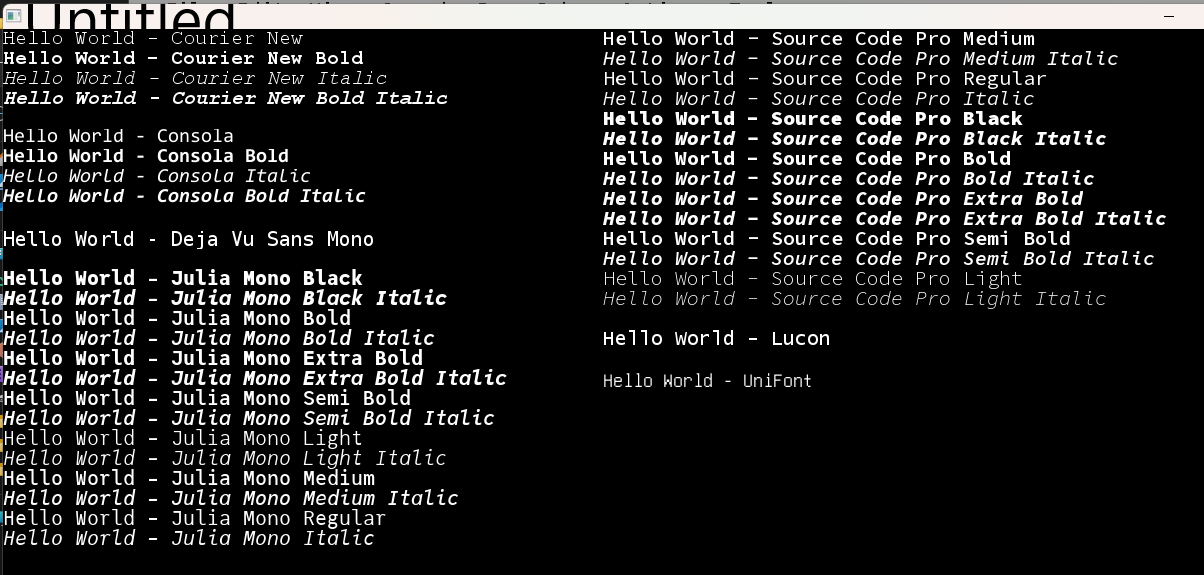 Untitled
Hello World - Courier New
Hello World - Courier New Bold
Hello World - Courier New Italic
Hello World - Courier New Bold Italic
Hello World - Consola
Hello World - Consola Bold
Hello World - Consola Italic
Hello World - Consola Bold Italic
Hello World - Deja Vu Sans Mono
Hello World - Julia Mono Black
Hello World - Julia Mono Black Italic
Hello World - Julia Mono Bold
Hello World - Julia Mono Bold Italic
Hello World - Julia Mono Extra Bold
Hello World - Julia Mono Extra Bold Italic
Hello World - Julia Mono Semi Bold
Hello World - Julia Mono Semi Bold Italic
Hello World - Julia Mono Light
Hello World - Julia Mono Light Italic
Hello World - Julia Mono Medium
Hello World - Julia Mono Medium Italic
Hello World - Julia Mono Regular
Hello World - Julia Mono Italic
Hello World - Source Code Pro Medium
Hello World - Source Code Pro Medium Italic
Hello World - Source Code Pro Regular
Hello World - Source Code Pro Italic
Hello World - Source Code Pro Black
Hello World - Source Code Pro Black Italic
Hello World - Source Code Pro Bold
Hello World - Source Code Pro Bold Italic
Hello World - Source Code Pro Extra Bold
Hello World - Source Code Pro Extra Bold Italic
Hello World - Source Code Pro Semi Bold
Hello World - Source Code Pro Semi Bold Italic
Hello World - Source Code Pro Light
Hello World - Source Code Pro Light Italic
Hello World - Lucon
Hello World - UniFont